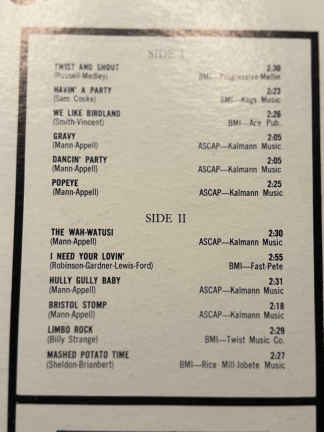 SIDE I
TWIST AND SHOUT 2:30
(Russell-Medley) BMI—Progressive-Mellin
HAVIN' A PARTY 2:23
(Sam Cooke) BMI—Kags Music
WE LIKE BIRDLAND 2:26
(Smith-Vincent) BMI—Ace Pub.
GRAVY 2:05
(Mann-Appell) ASCAP—Kalmann Music
DANCIN' PARTY 2:05
(Mann-Appell) ASCAP—Kalmann Music
POPEYE 2:25
(Mann-Appell) ASCAP—Kalmann Music
SIDE II
THE WAH-WATUSI 2:30
(Mann-Appell) ASCAP—Kalmann Music
I NEED YOUR LOVIN' 2:55
(Robinson-Gardner-Lewis-Ford) BMI—Fast-Pete
HULLY GULLY BABY 2:31
(Mann-Appell) ASCAP—Kalmann Music
BRISTOL STOMP 2:18
(Mann-Appell) ASCAP—Kalmann Music
LIMBO ROCK 2:29
(Billy Strange) BMI—Twist Music Co.
MASHED POTATO TIME 2:27
(Sheldon-Brianbert) BMI—Rice Mill-Jobete Music